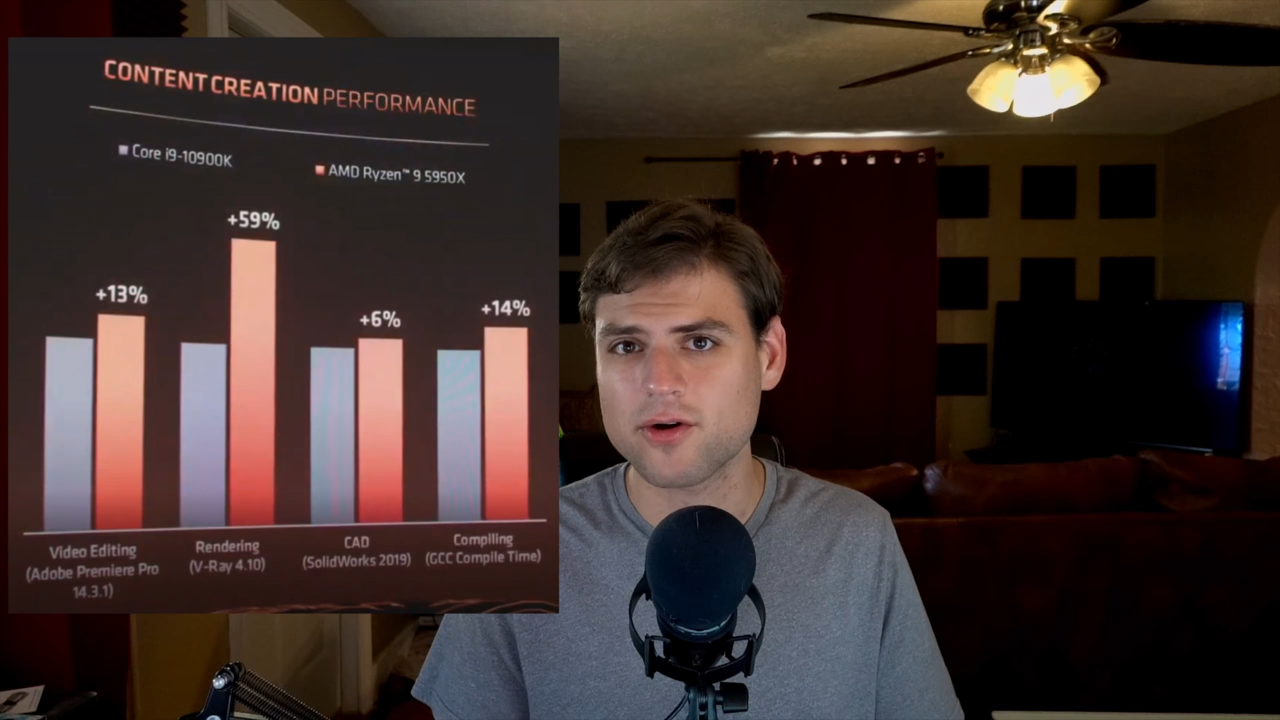 CONTENT CREATION PERFORMANCE
Core i9-10900K
AMD Ryzen™ 9 5950X
+13%
+59%
+6%
+14%
Video Editing
(Adobe Premiere Pro
14.3.1)
Rendering
(V-Ray 4.10)
CAD
(SolidWorks 2019)
Compiling
(GCC Compile Time)